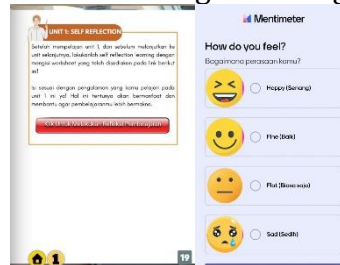 UNIT 1: SELF REFLECTION
Setelah mempelajari unit 1, dan sebelum melanjutkan ke
unit selanjutnya, lakukanlah self reflection learning dengan
mengisi worksheet yang telah disediakan pada link berikut
ini!
Isi sesuai dengan pengalaman yang kamu pelajari pada
unit 1 ini ya! Hal ini tentunya akan bermanfaat dan
membantu agar pembelajaranmu lebih bermakna.
19
1
Mentimeter
How do you feel?
Bagaimana perasaan kamu?
Happy (Senang)
Fine (Baik)
Flat (Biasa saja)
Sad (Sedih)